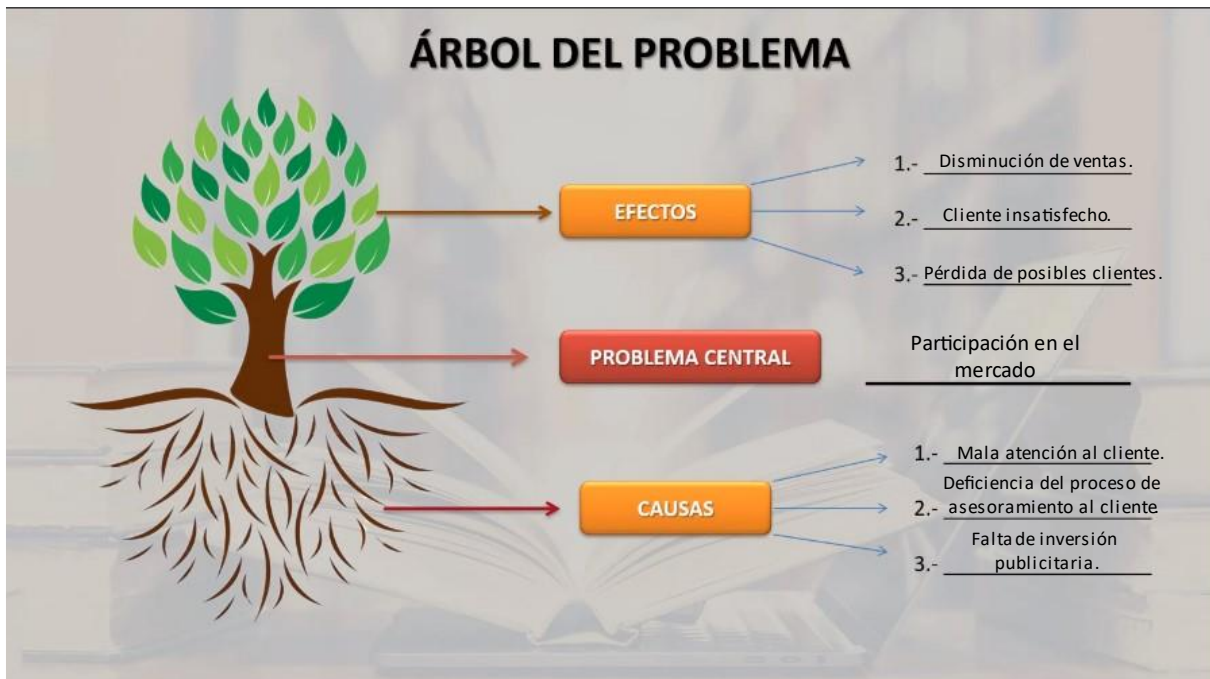 ÁRBOL DEL PROBLEMA
EFECTOS
1.- Disminución de ventas.
2.- Cliente insatisfecho.
3.- Pérdida de posibles clientes.
PROBLEMA CENTRAL
Participación en el
mercado
CAUSAS
1.- Mala atención al cliente.
Deficiencia del proceso de
2.- asesoramiento al cliente
Falta de inversión
3.- publicitaria.